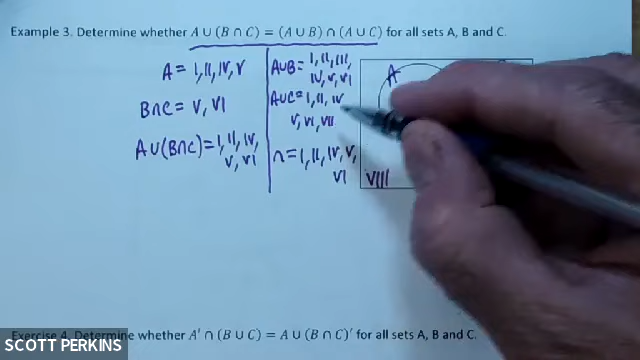 Example 3. Determine whether A ∪ (B ∩ C) = (A ∪ B) ∩ (A ∪ C) for all sets A, B and C.
A = I, II, IV, V
B∩C = V, VI
A∪(B∩C) = I, II, IV,
V, VI
A∪B = I, II, III,
IV, V, VI
A∪C = I, II, IV
V, VI, VII
∩ = I, II, IV, V,
VI
A
VIII
Exercise 4. Determine whether A′ ∩ (B ∪ C) = A ∪ (B ∩ C)′ for all sets A, B and C.
SCOTT PERKINS